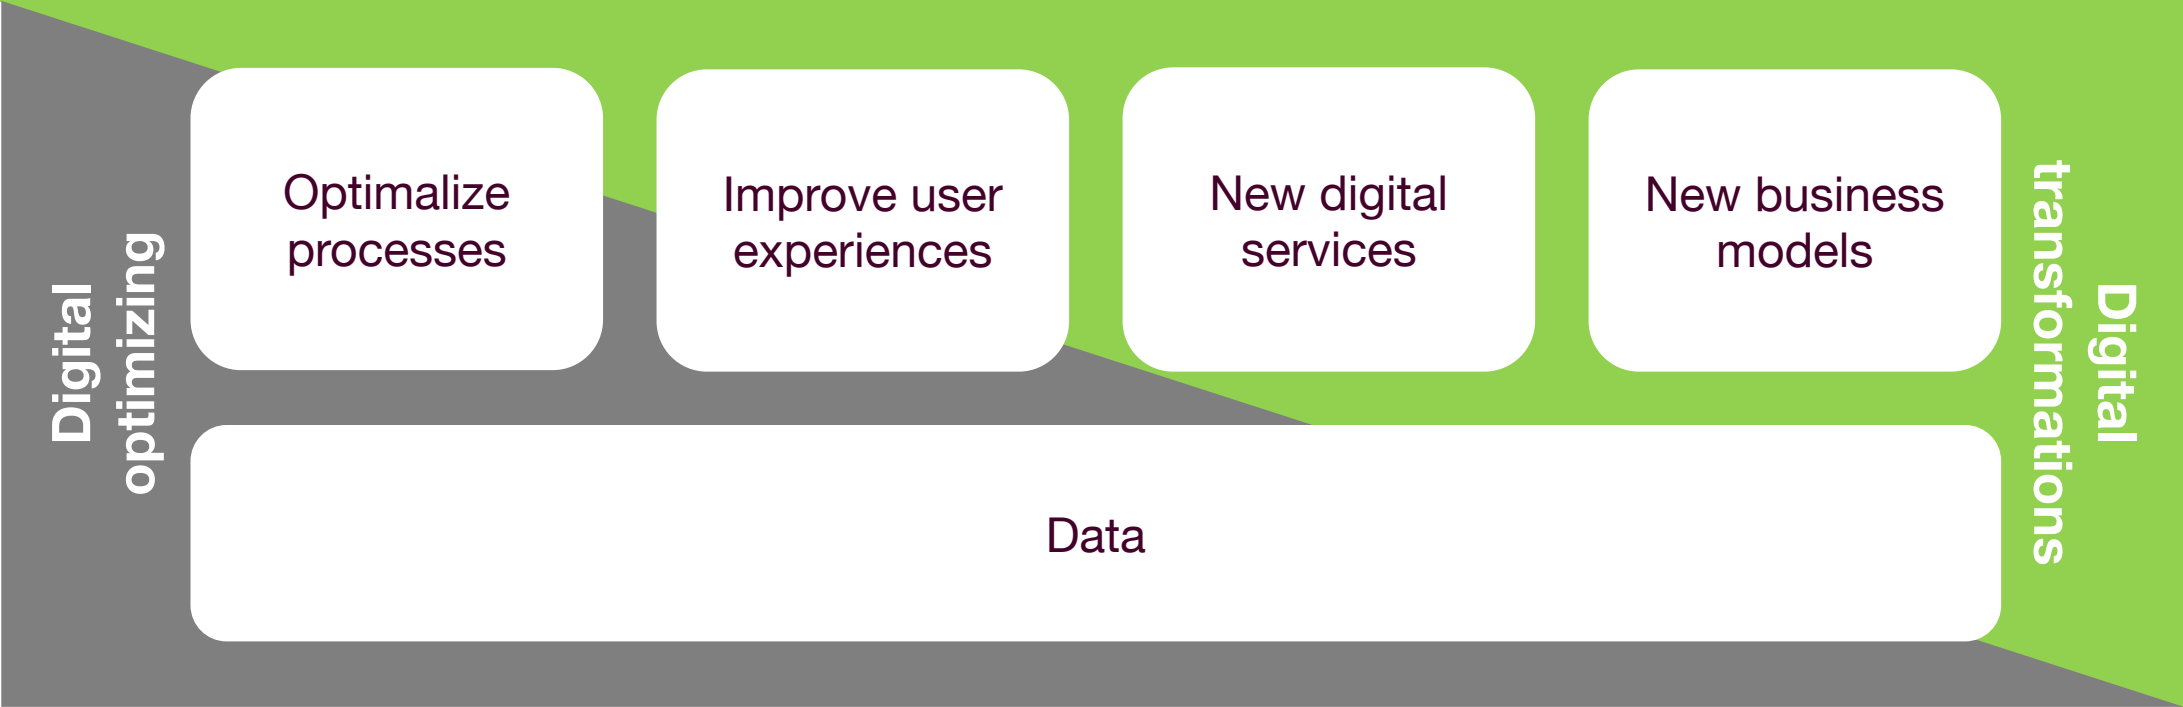 Digital
optimizing
Optimalize
processes
Improve user
experiences
New digital
services
New business
models
Data
Digital
transformations